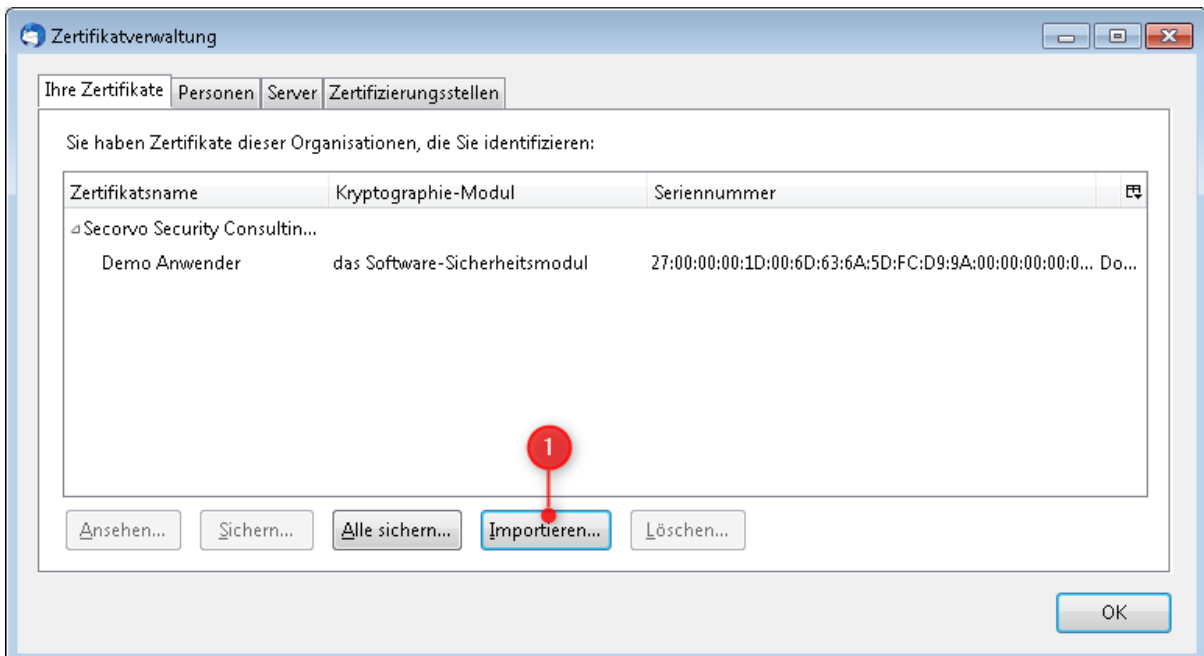 Zertifikatverwaltung
Ihre Zertifikate Personen Server Zertifizierungsstellen
Sie haben Zertifikate dieser Organisationen, die Sie identifizieren:
Zertifikatsname Kryptographie-Modul Seriennummer
Secorvo Security Consultin...
Demo Anwender das Software-Sicherheitsmodul 27:00:00:00:1D:00:6D:63:6A:5D:FC:D9:9A:00:00:00:00:0... Do...
1
Ansehen... Sichern... Alle sichern... Importieren... Löschen...
OK